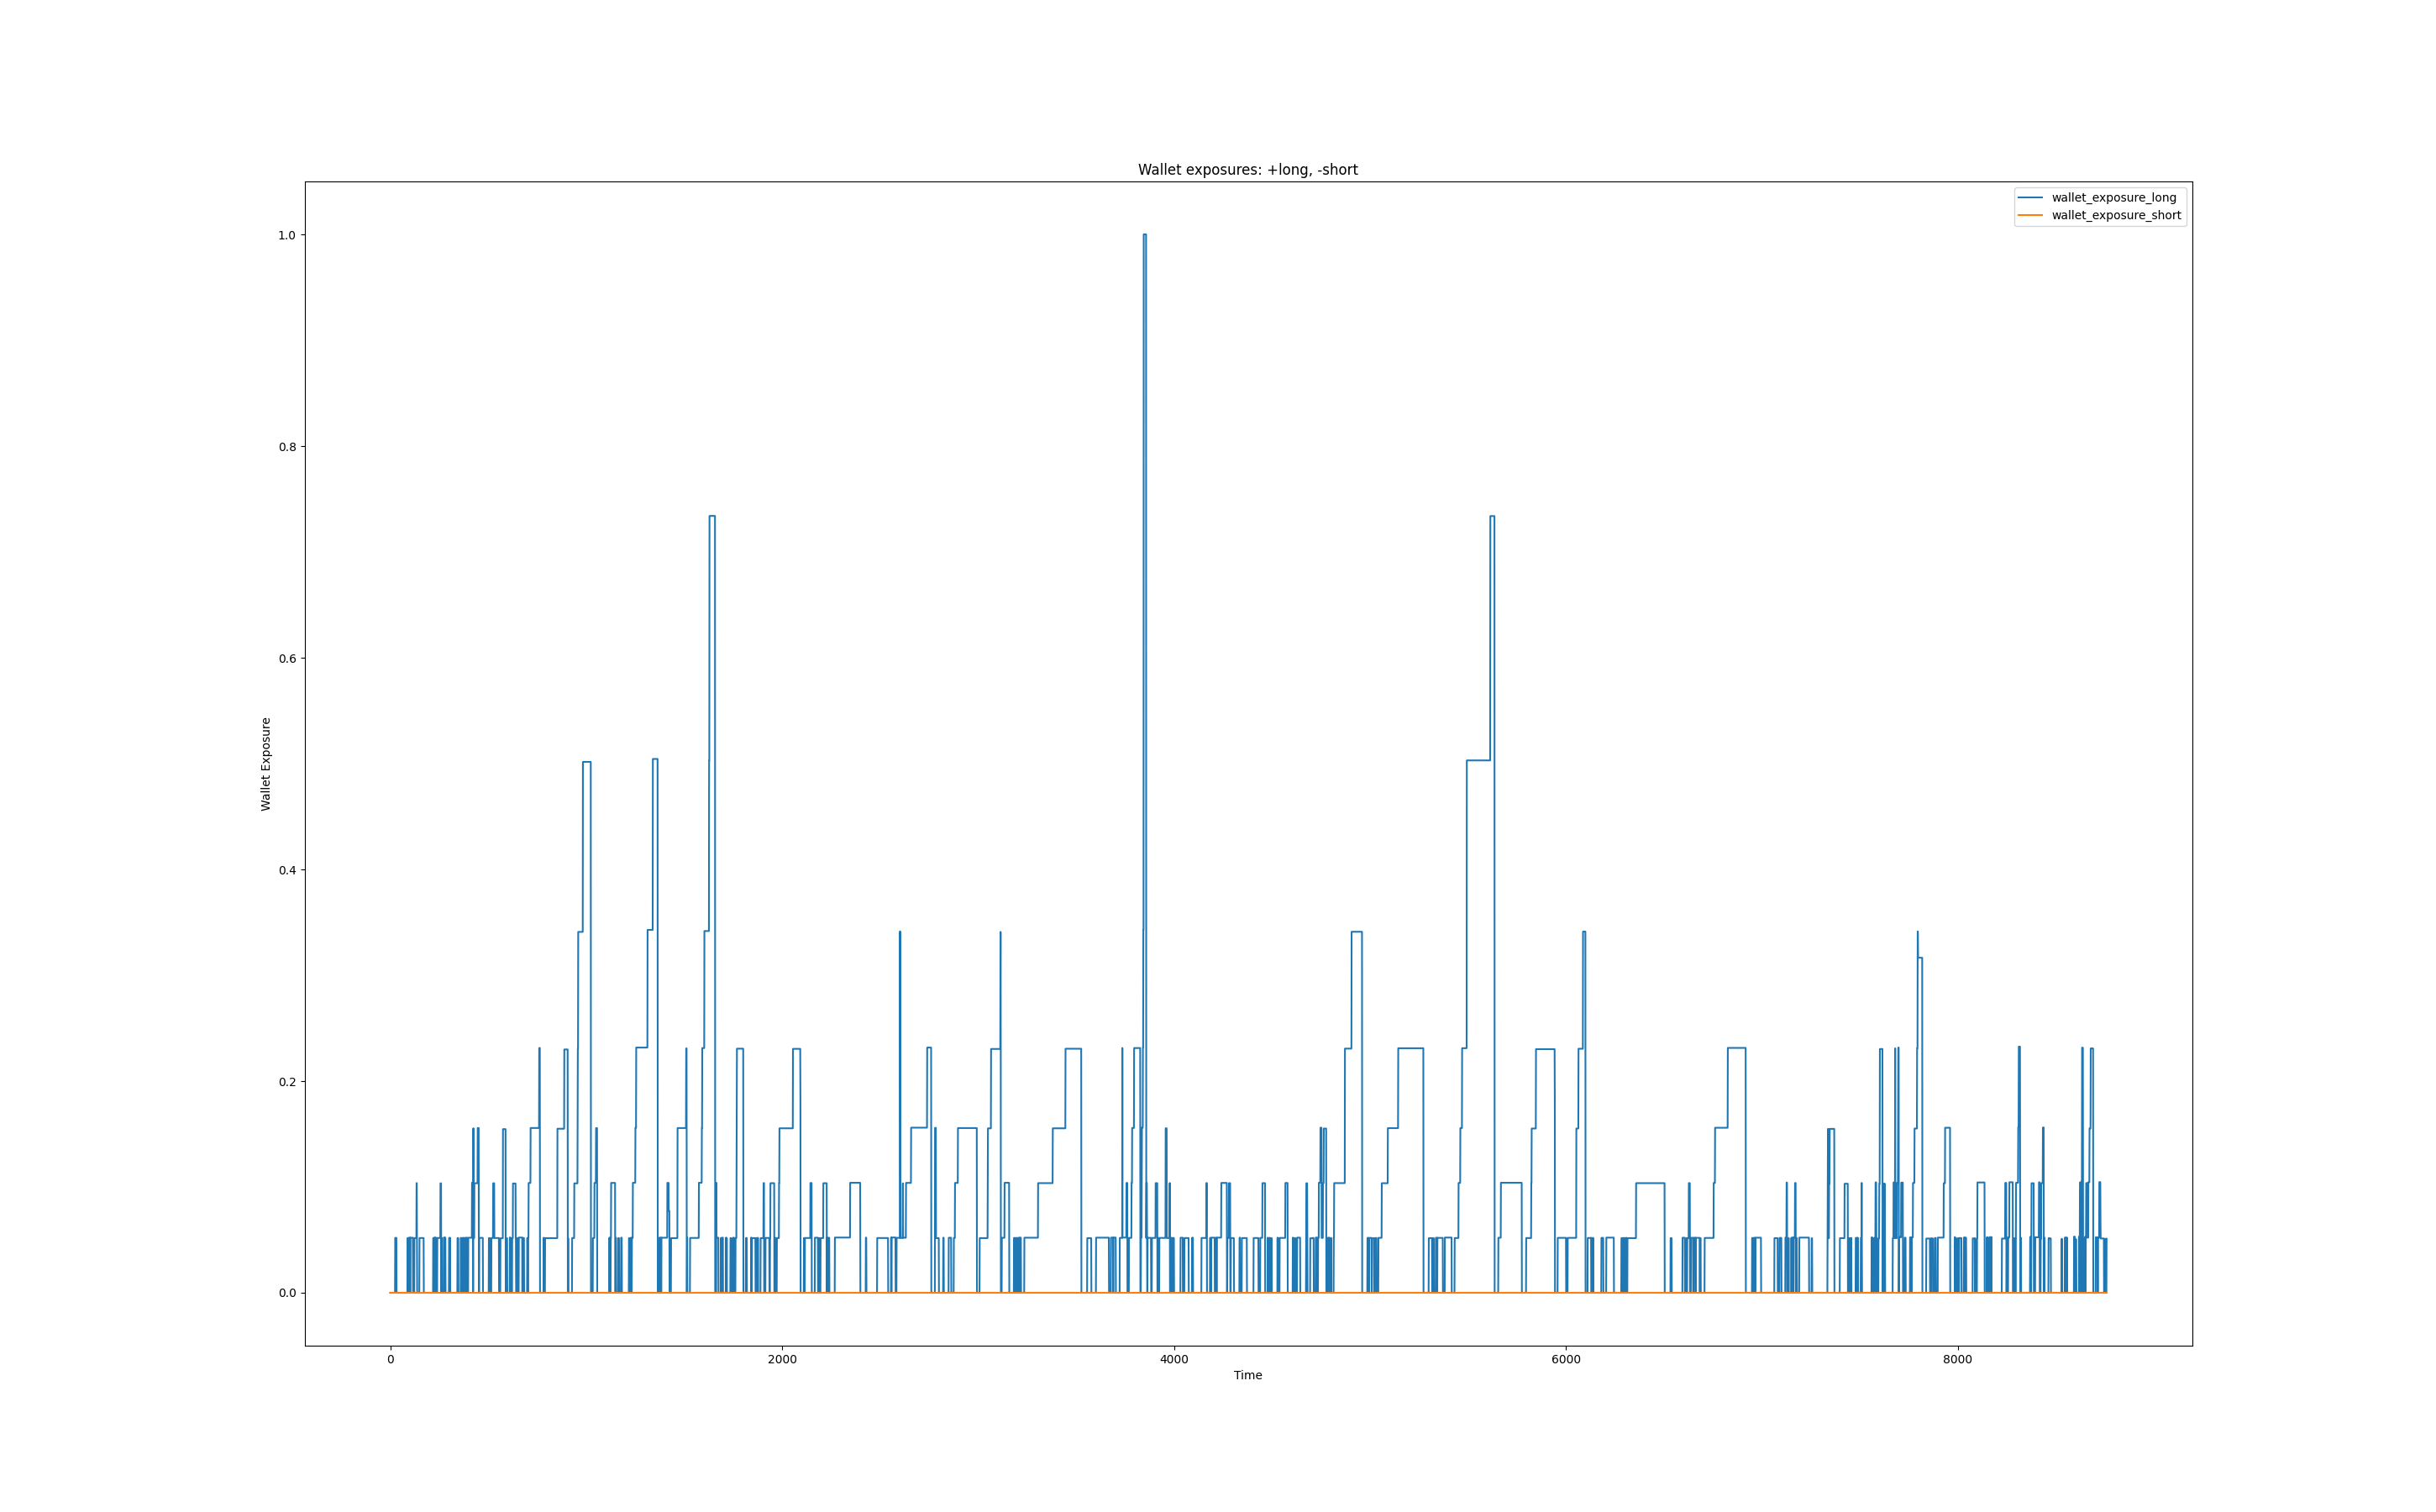 Wallet exposures: +long, -short
wallet_exposure_long
wallet_exposure_short
1.0
0.8
0.6
0.4
0.2
0.0
Wallet Exposure
0
2000
4000
6000
8000
Time